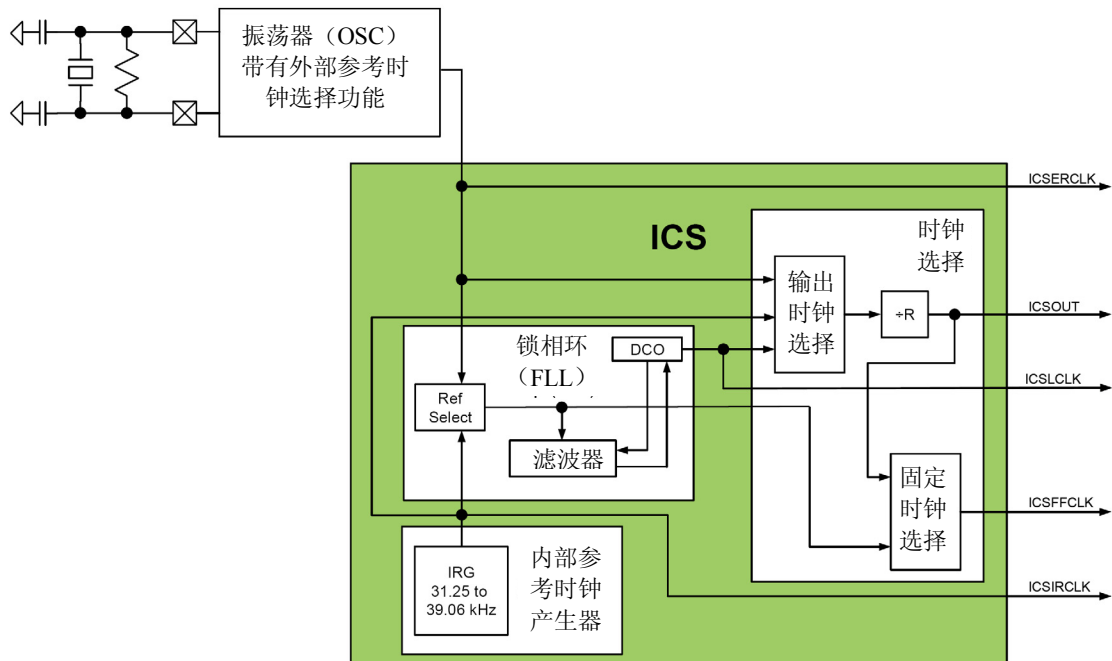 振荡器（OSC）
带有外部参考时
钟选择功能
ICSERCLK
ICS
时钟
选择
输出
时钟
选择
÷R
ICSOUT
锁相环
（FLL）
DCO
ICSLCLK
Ref
Select
滤波器
固定
时钟
选择
ICSFFCLK
IRG
31.25 to
39.06 kHz
内部参
考时钟
产生器
ICSIRCLK